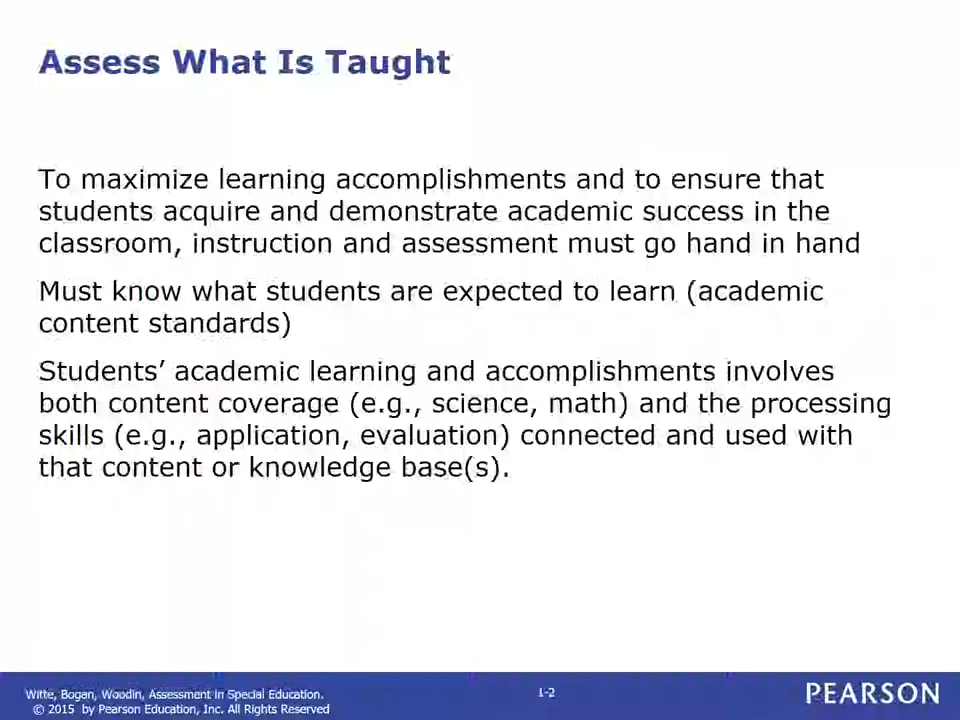 Assess What Is Taught
To maximize learning accomplishments and to ensure that
students acquire and demonstrate academic success in the
classroom, instruction and assessment must go hand in hand
Must know what students are expected to learn (academic
content standards)
Students’ academic learning and accomplishments involves
both content coverage (e.g., science, math) and the processing
skills (e.g., application, evaluation) connected and used with
that content or knowledge base(s).
Witte, Bogan, Woodin, Assessment in Special Education.
© 2015 by Pearson Education, Inc. All Rights Reserved
1-2
PEARSON